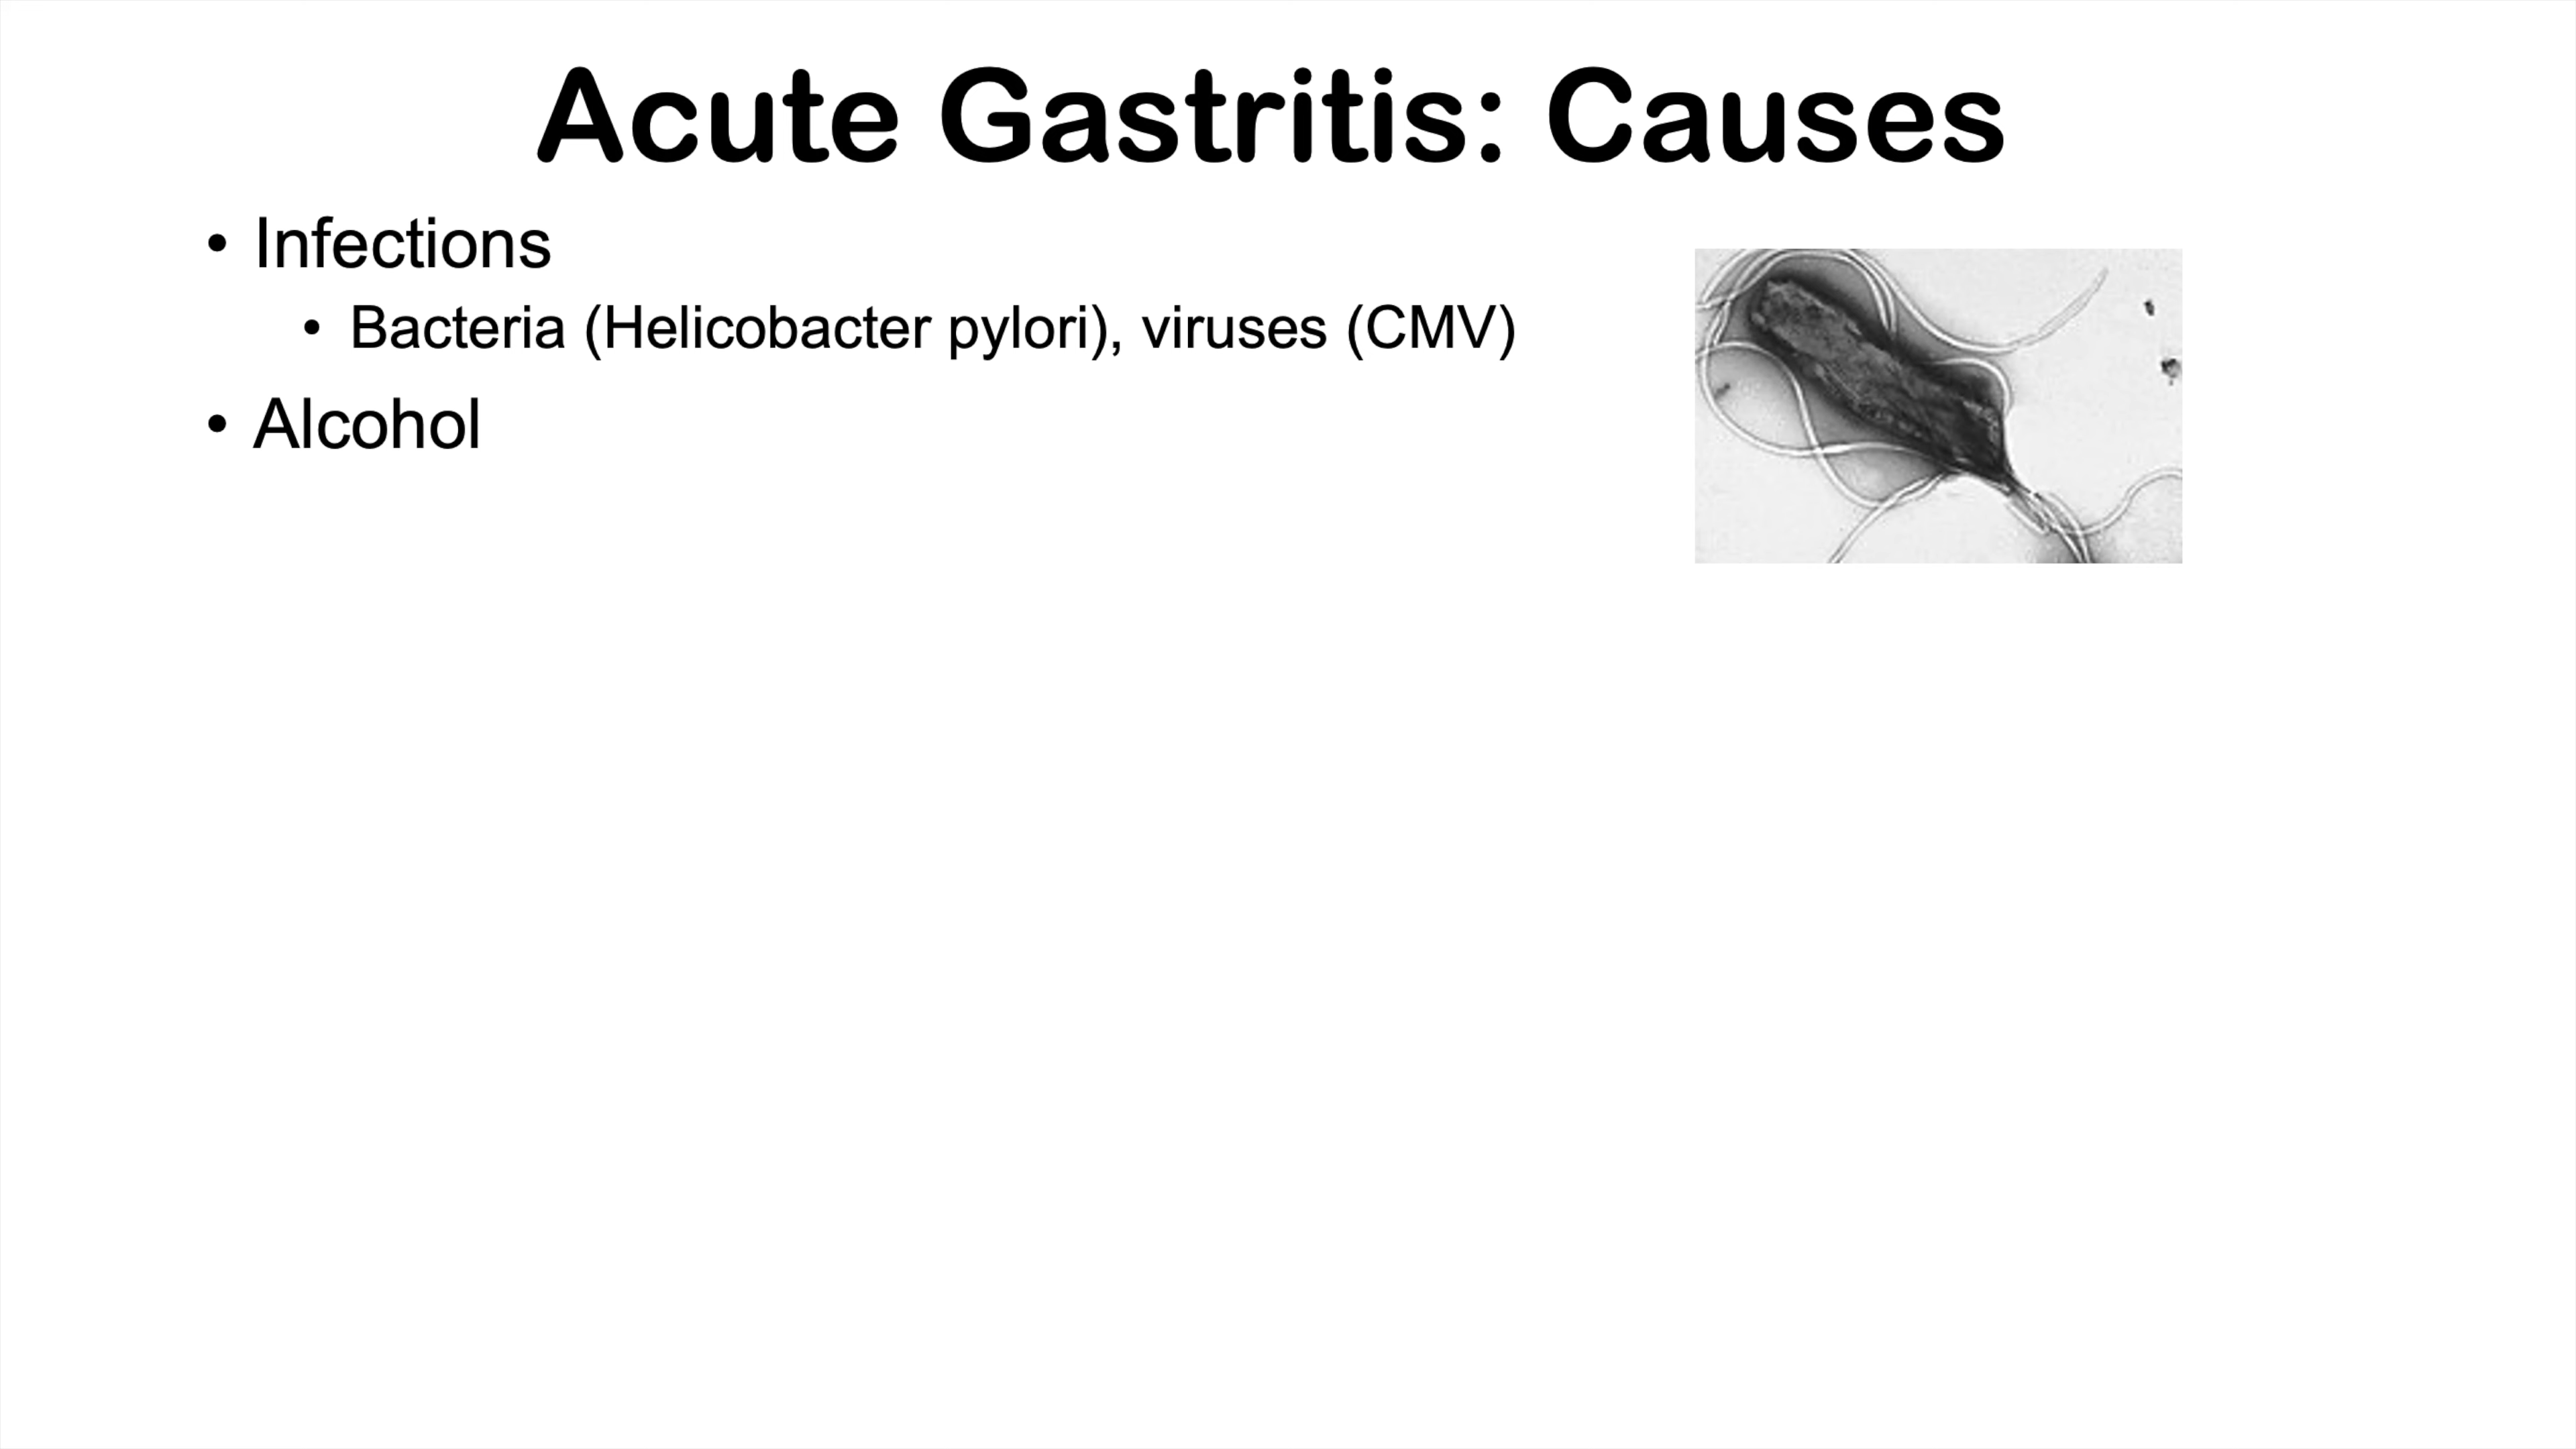 Acute Gastritis: Causes
• Infections
• Bacteria (Helicobacter pylori), viruses (CMV)
• Alcohol